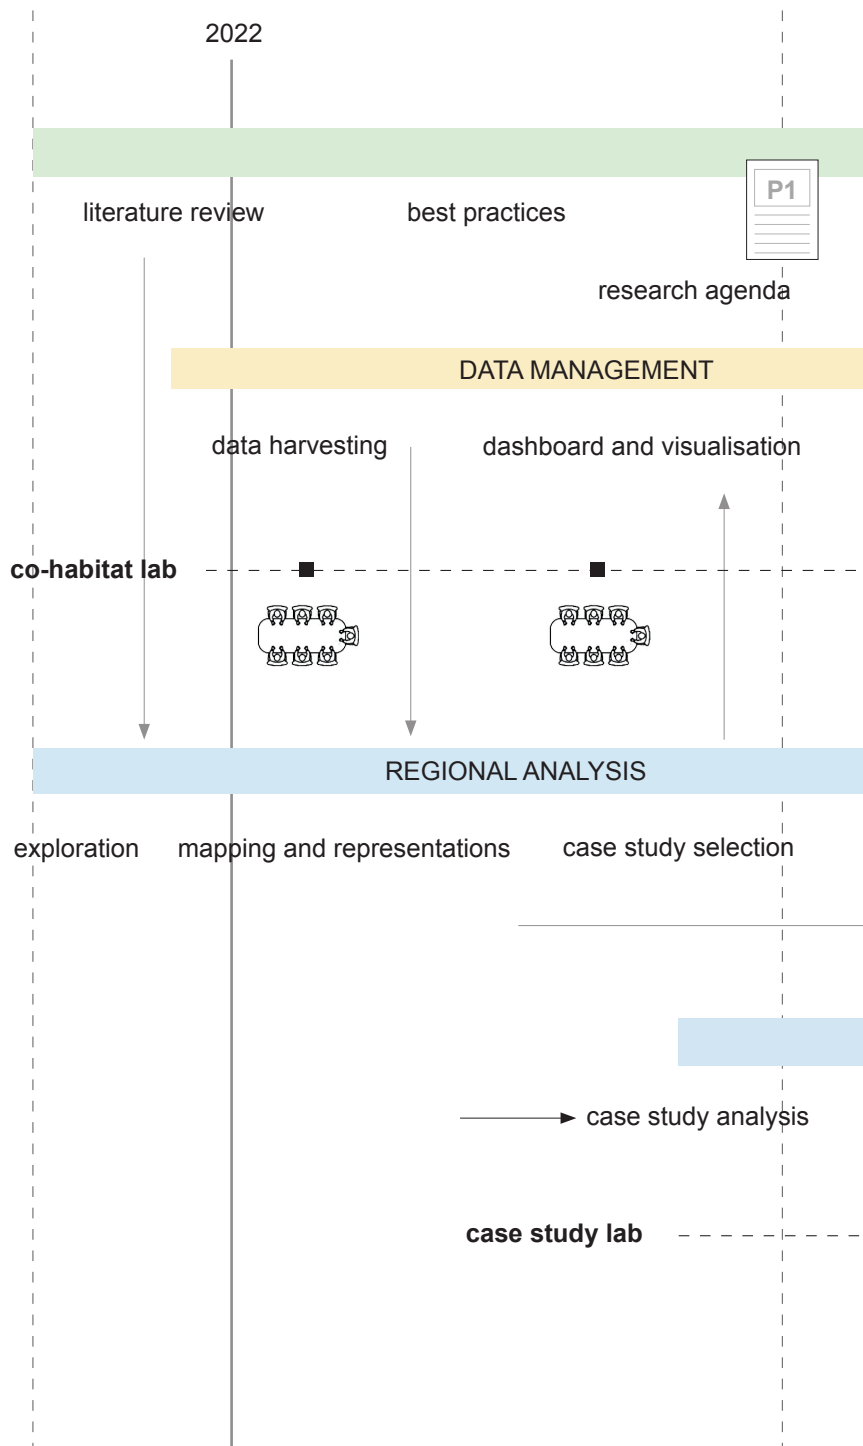 2022
P1
literature review
best practices
research agenda
DATA MANAGEMENT
data harvesting
dashboard and visualisation
co-habitat lab
REGIONAL ANALYSIS
exploration
mapping and representations
case study selection
case study analysis
case study lab